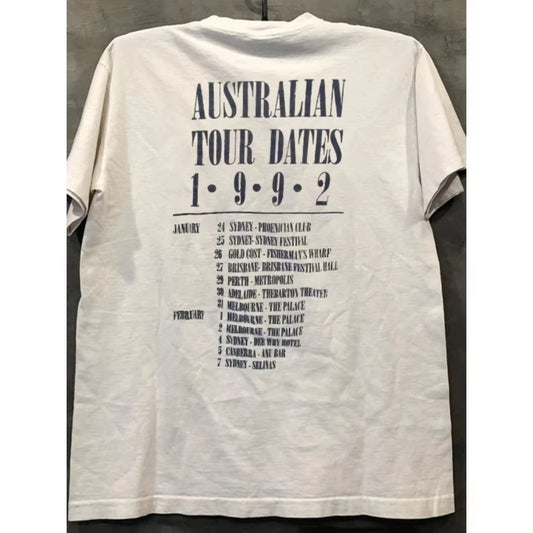 AUSTRALIAN
TOUR DATES
1•9•9•2
JANUARY 24 SYDNEY - PHOENICIAN CLUB
25 SYDNEY- SYDNEY FESTIVAL
26 GOLD COST - FISHERMAN'S WHARF
27 BRISBANE- BRISBANE FESTIVAL HALL
29 PERTH - METROPOLIS
30 ADELAIDE - THEBARTON THEATER
31 MELBOURNE - THE PALACE
FEBRUARY 1 MELBOURNE - THE PALACE
2 MELBOURNE - THE PALACE
4 SYDNEY - DEE WHY HOTEL
5 CANBERRA - ANU BAR
7 SYDNEY - SELINAS